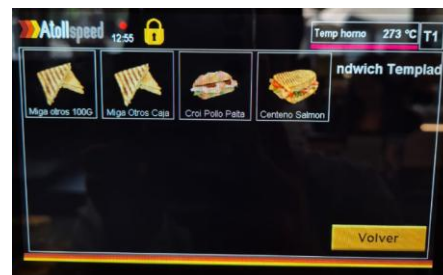 Atollspeed
12:55
Temp horno 273 ºC T1
ndwich Templad
Miga otros 100G
Miga Otros Caja
Croi Pollo Palta
Centeno Salmon
Volver